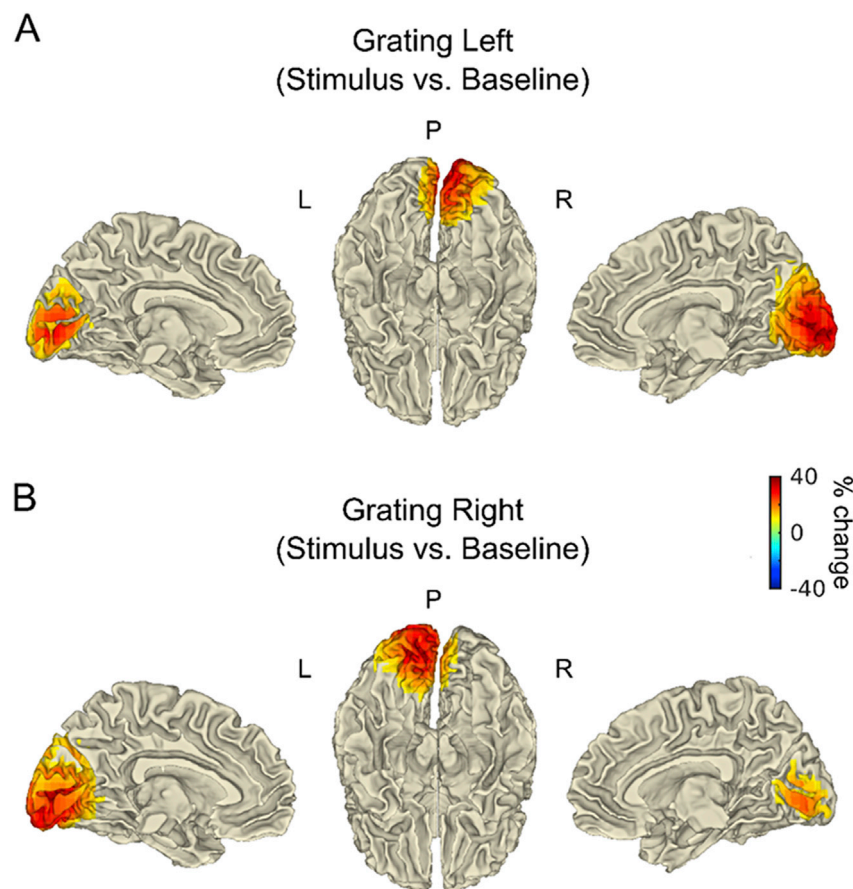 A
Grating Left
(Stimulus vs. Baseline)
P
L
R
B
Grating Right
(Stimulus vs. Baseline)
40
0
-40
% change
P
L
R